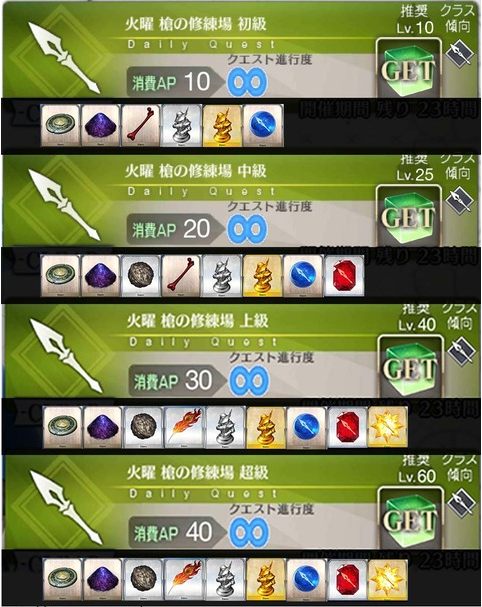 火曜 槍の修練場 初級
Daily Quest
推奨 クラス
Lv.10 傾向
クエスト進行度
消費AP 10
GET
開催期間 残り 23時間
火曜 槍の修練場 中級
Daily Quest
推奨 クラス
Lv.25 傾向
クエスト進行度
消費AP 20
GET
火曜 槍の修練場 上級
Daily Quest
推奨 クラス
Lv.40 傾向
クエスト進行度
消費AP 30
GET
火曜 槍の修練場 超級
Daily Quest
推奨 クラス
Lv.60 傾向
クエスト進行度
消費AP 40
GET